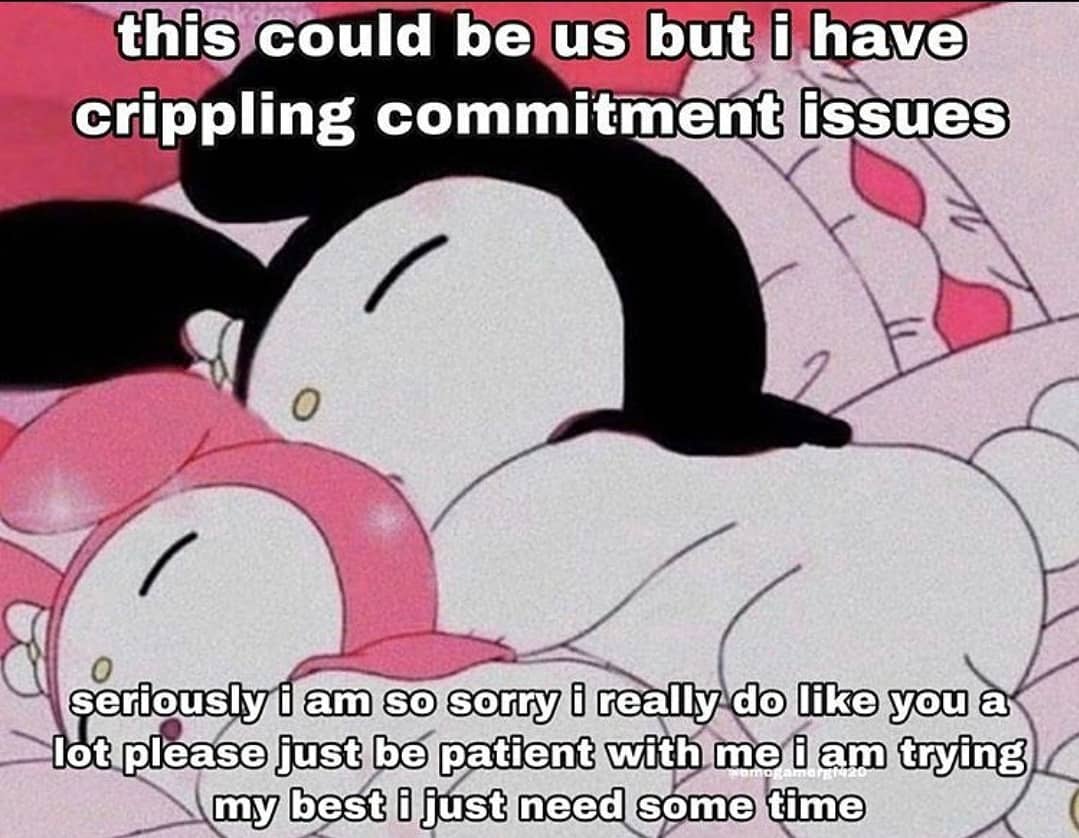 this could be us but i have
crippling commitment issues
seriously i am so sorry i really do like you a
lot please just be patient with me i am trying
my best i just need some time